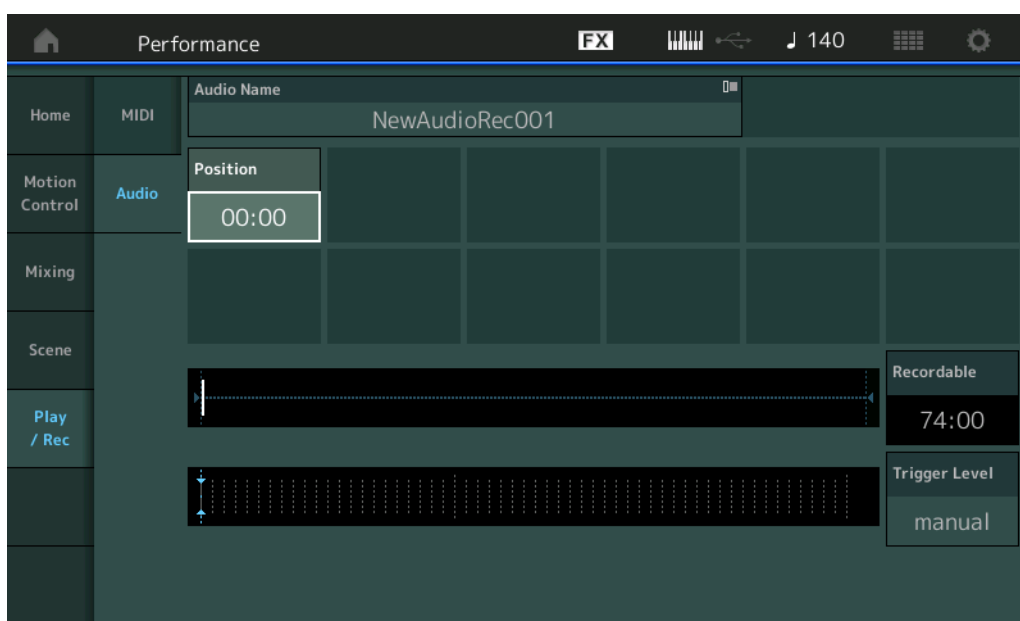 Performance
FX
♩ 140
Home
MIDI
Audio Name
NewAudioRec001
Motion
Control
Audio
Position
00:00
Mixing
Scene
Play
/ Rec
Recordable
74:00
Trigger Level
manual